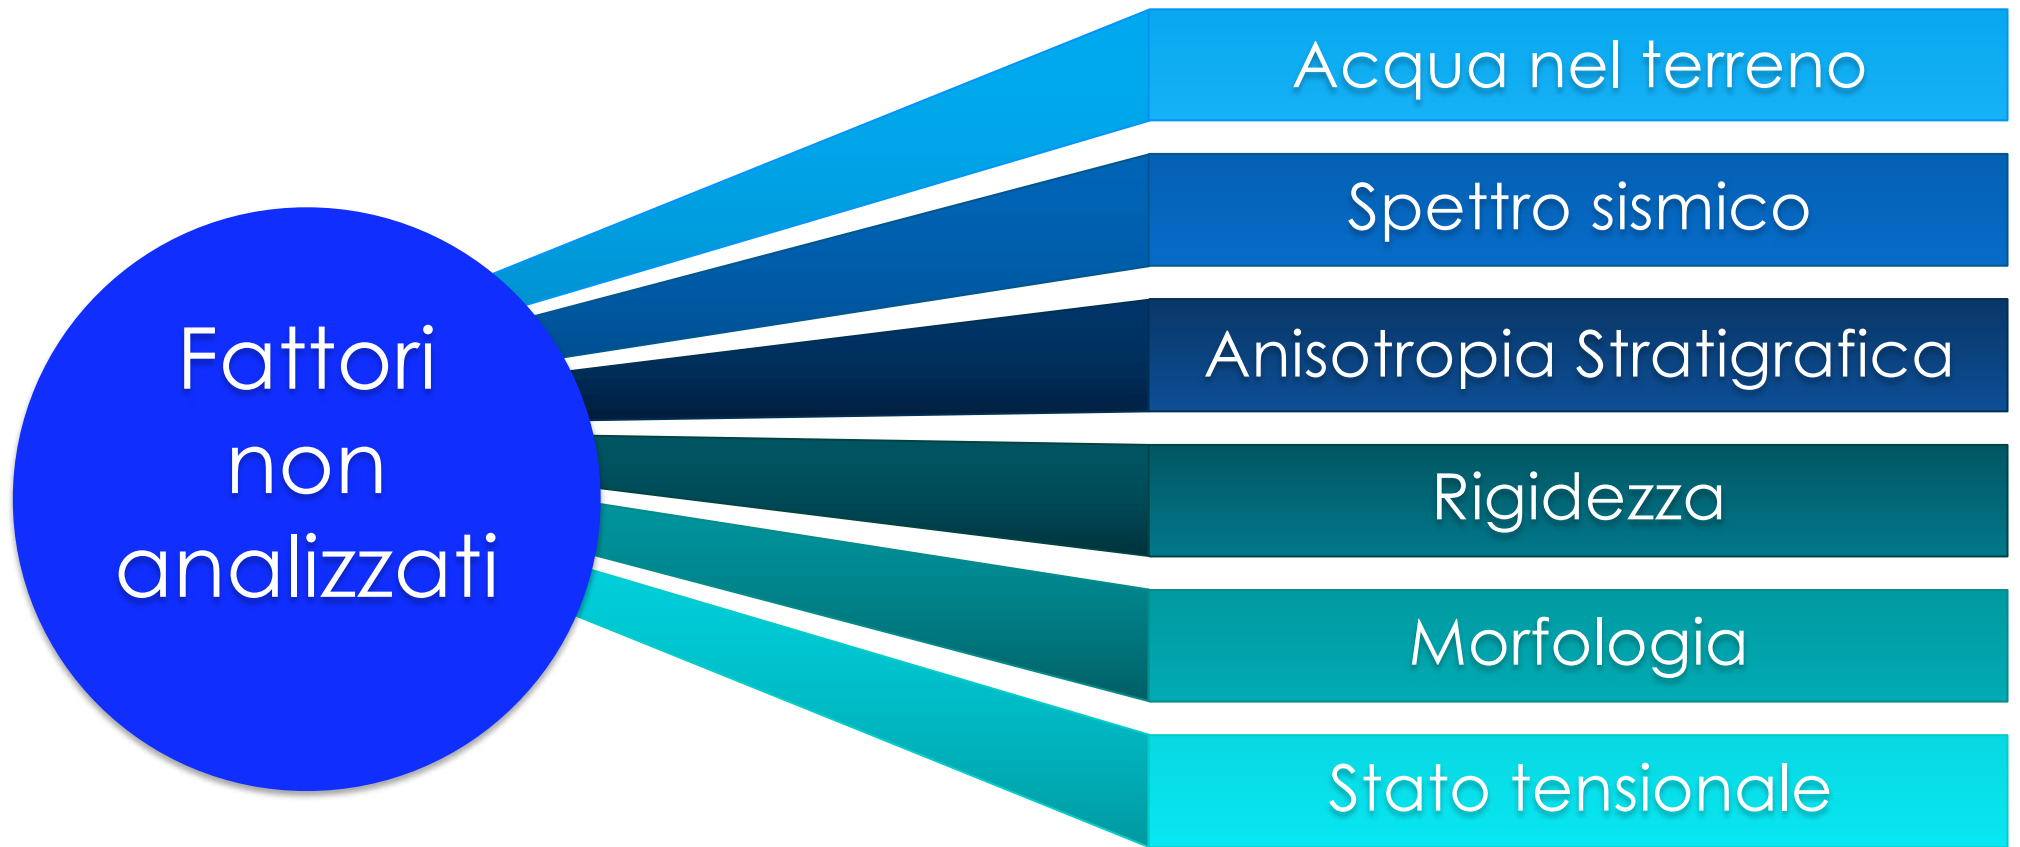 Fattori
non
analizzati
Acqua nel terreno
Spettro sismico
Anisotropia Stratigrafica
Rigidezza
Morfologia
Stato tensionale